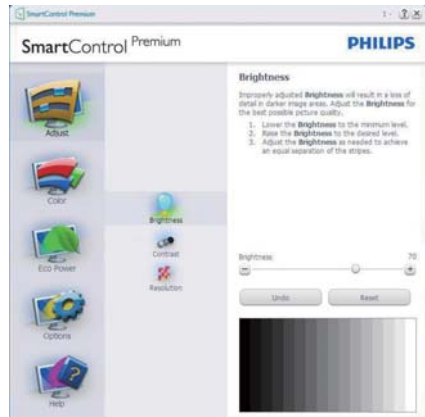 SmartControl Premium
SmartControl Premium
PHILIPS
Adjust
Color
Eco Power
Options
Help
Brightness
Contrast
Resolution
Brightness
Improperly adjusted Brightness will result in a loss of
detail in darker image areas. Adjust the Brightness for
the best possible picture quality.
1. Lower the Brightness to the minimum level.
2. Raise the Brightness to the desired level.
3. Adjust the Brightness as needed to achieve
an equal separation of the stripes.
Brightness 70
Undo Reset